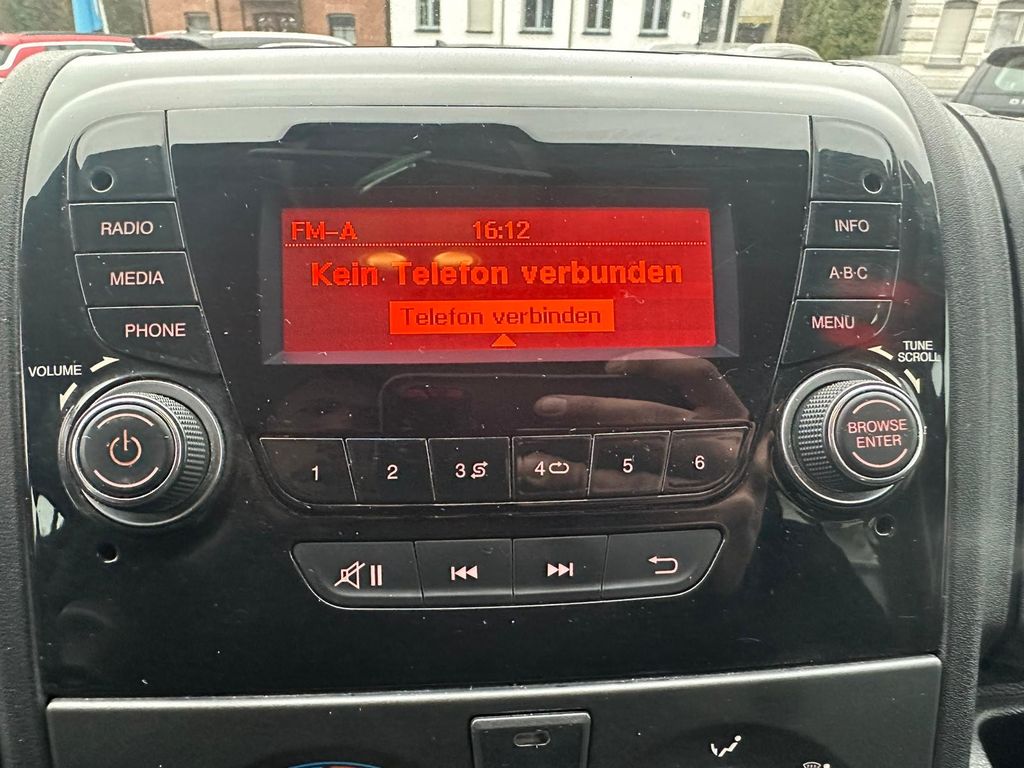 FM-A 16:12
Kein Telefon verbunden
Telefon verbinden
RADIO
MEDIA
PHONE
VOLUME
INFO
A·B·C
MENU
TUNE
SCROLL
BROWSE
ENTER
1 2 3 4 5 6